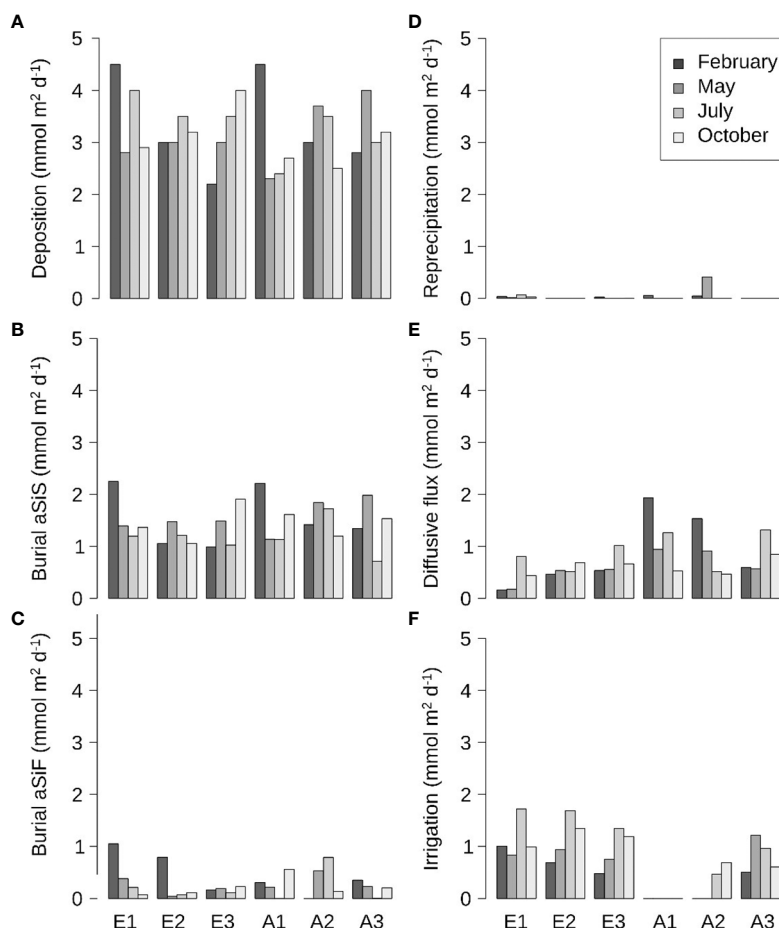 A
Deposition (mmol m² d⁻¹)
5
4
3
2
1
0
B
Burial aSiS (mmol m² d⁻¹)
5
4
3
2
1
0
C
Burial aSiF (mmol m² d⁻¹)
5
4
3
2
1
0
E1 E2 E3 A1 A2 A3
D
Reprecipitation (mmol m² d⁻¹)
5
4
3
2
1
0
February
May
July
October
E
Diffusive flux (mmol m² d⁻¹)
5
4
3
2
1
0
F
Irrigation (mmol m² d⁻¹)
5
4
3
2
1
0
E1 E2 E3 A1 A2 A3